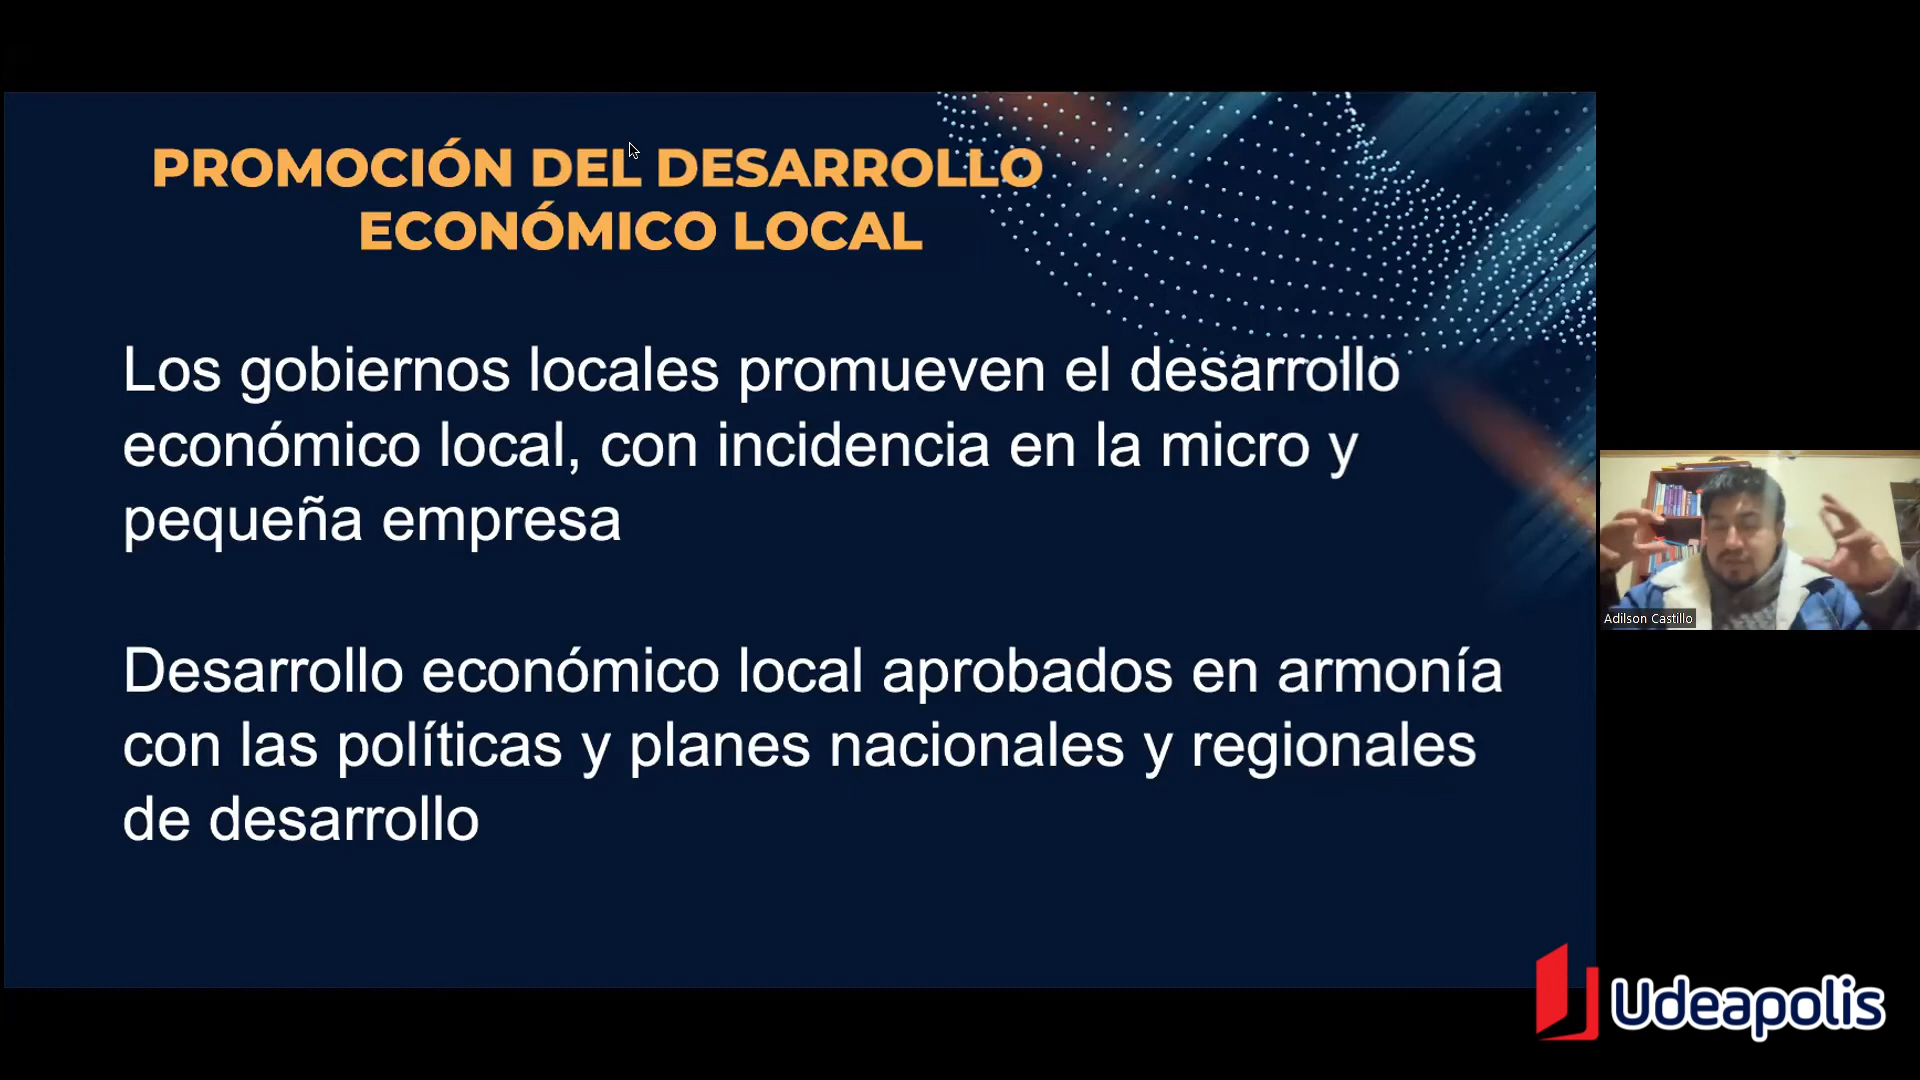 PROMOCIÓN DEL DESARROLLO
ECONÓMICO LOCAL
Los gobiernos locales promueven el desarrollo
económico local, con incidencia en la micro y
pequeña empresa
Desarrollo económico local aprobados en armonía
con las políticas y planes nacionales y regionales
de desarrollo
Adilson Castillo
Udeapolis